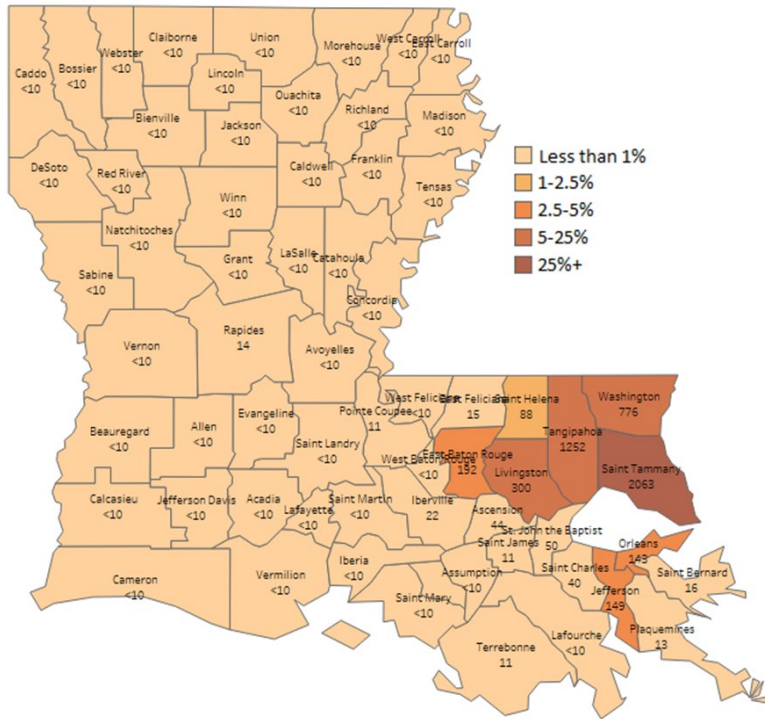 Claiborne
<10
Union
<10
Morehouse
<10
West Carroll
<10
East Carroll
<10
Webster
<10
Caddo
<10
Bossier
<10
Lincoln
<10
Ouachita
<10
Richland
<10
Madison
<10
Bienville
<10
Jackson
<10
Less than 1%
1-2.5%
2.5-5%
5-25%
25%+
DeSoto
<10
Red River
<10
Caldwell
<10
Franklin
<10
Tensas
<10
Winn
<10
Natchitoches
<10
Sabine
<10
Grant
<10
LaSalle
<10
Catahoula
<10
Concordia
<10
Vernon
<10
Rapides
14
Avoyelles
<10
Beauregard
<10
Allen
<10
Evangeline
<10
Saint Landry
<10
Pointe Coupee
11
West Feliciana
<10
East Feliciana
15
Saint Helena
88
Tangipahoa
1252
Washington
776
Saint Tammany
2063
West Baton Rouge
<10
East Baton Rouge
192
Livingston
300
Calcasieu
<10
Jefferson Davis
<10
Acadia
<10
Lafayette
<10
Saint Martin
<10
Iberville
22
Ascension
44
St. John the Baptist
50
Saint James
11
Orleans
143
Cameron
<10
Vermilion
<10
Iberia
<10
Saint Mary
<10
Assumption
<10
Saint Charles
40
Jefferson
149
Saint Bernard
16
Plaquemines
13
Terrebonne
11
Lafourche
<10